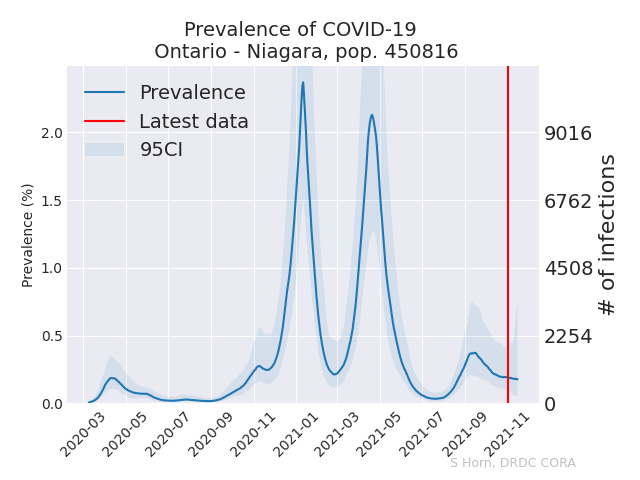 Prevalence of COVID-19
Ontario - Niagara, pop. 450816
Prevalence
Latest data
95CI
Prevalence (%)
2.0
1.5
1.0
0.5
0.0
9016
6762
4508
2254
0
# of infections
2020-03
2020-05
2020-07
2020-09
2020-11
2021-01
2021-03
2021-05
2021-07
2021-09
2021-11
S Horn, DRDC CORA